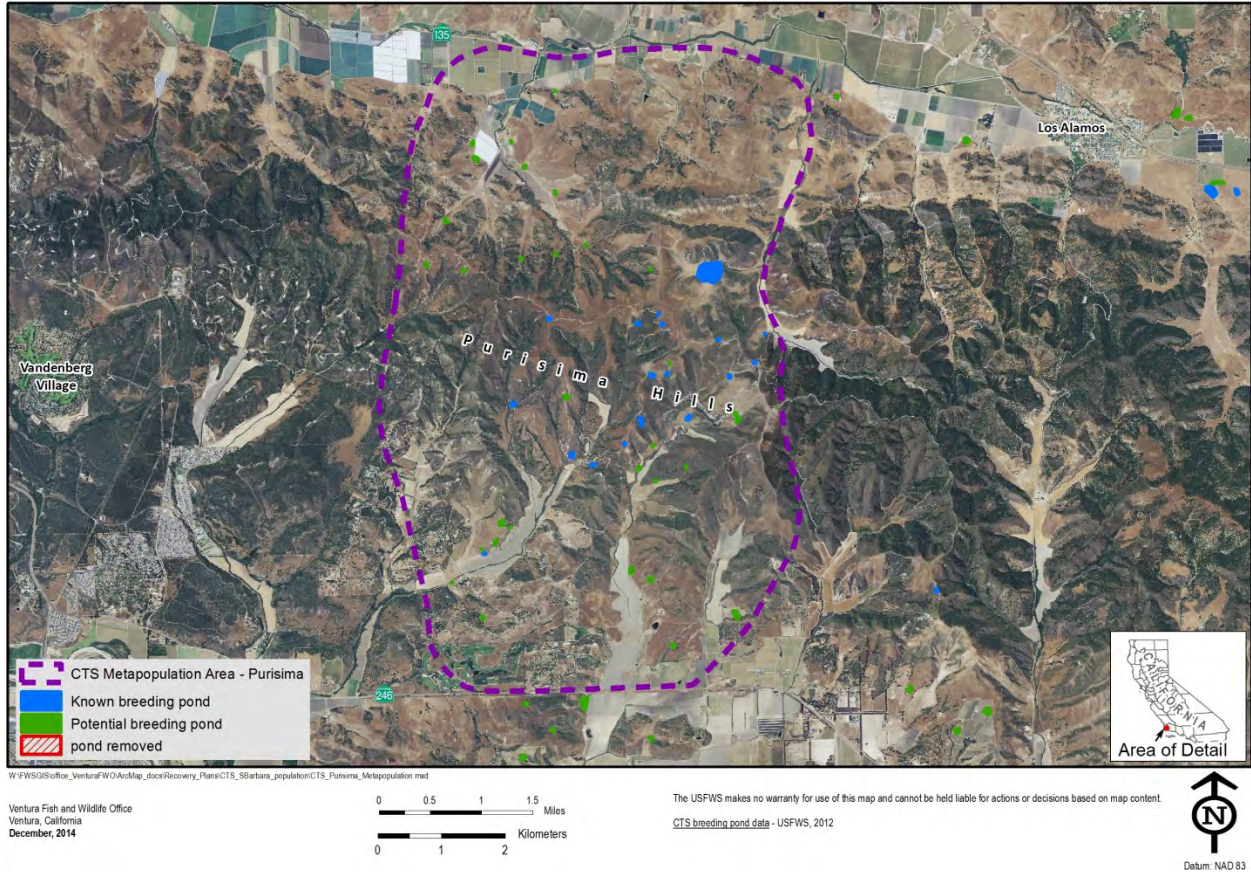 135
Los Alamos
Vandenberg
Village
Purisima
Hills
246
CTS Metapopulation Area - Purisima
Known breeding pond
Potential breeding pond
pond removed
CALIFORNIA
Area of Detail
W:\FWSGIS\office_VenturaFWO\ArcMap_docs\Recovery_Plans\CTS_SBarbara_population\CTS_Purisima_Metapopulation.mxd
Ventura Fish and Wildlife Office
Ventura, California
December, 2014
0 0.5 1 1.5
Miles
Kilometers
0 1 2
The USFWS makes no warranty for use of this map and cannot be held liable for actions or decisions based on map content.
CTS breeding pond data - USFWS, 2012
N
Datum: NAD 83